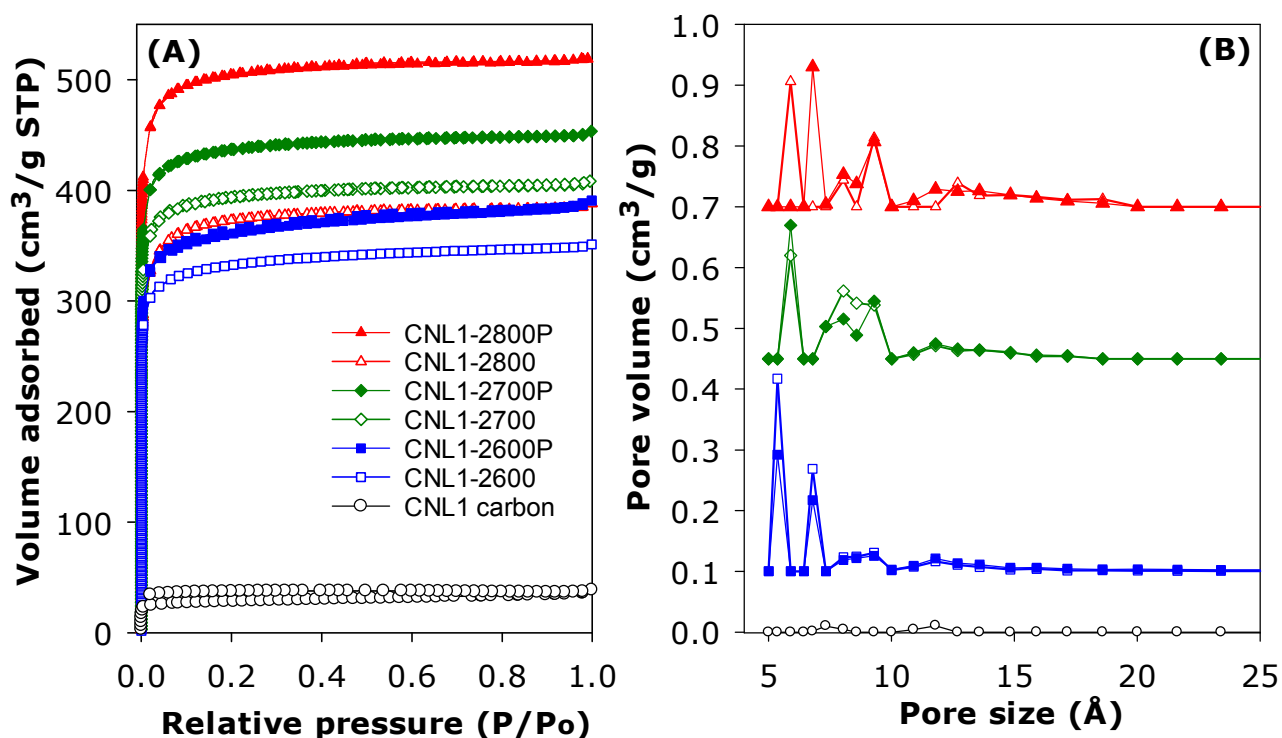 (A)
Volume adsorbed (cm³/g STP)
500
400
300
200
100
0
0.0 0.2 0.4 0.6 0.8 1.0
Relative pressure (P/Po)
CNL1-2800P
CNL1-2800
CNL1-2700P
CNL1-2700
CNL1-2600P
CNL1-2600
CNL1 carbon
(B)
Pore volume (cm³/g)
1.0
0.9
0.8
0.7
0.6
0.5
0.4
0.3
0.2
0.1
0.0
5 10 15 20 25
Pore size (Å)